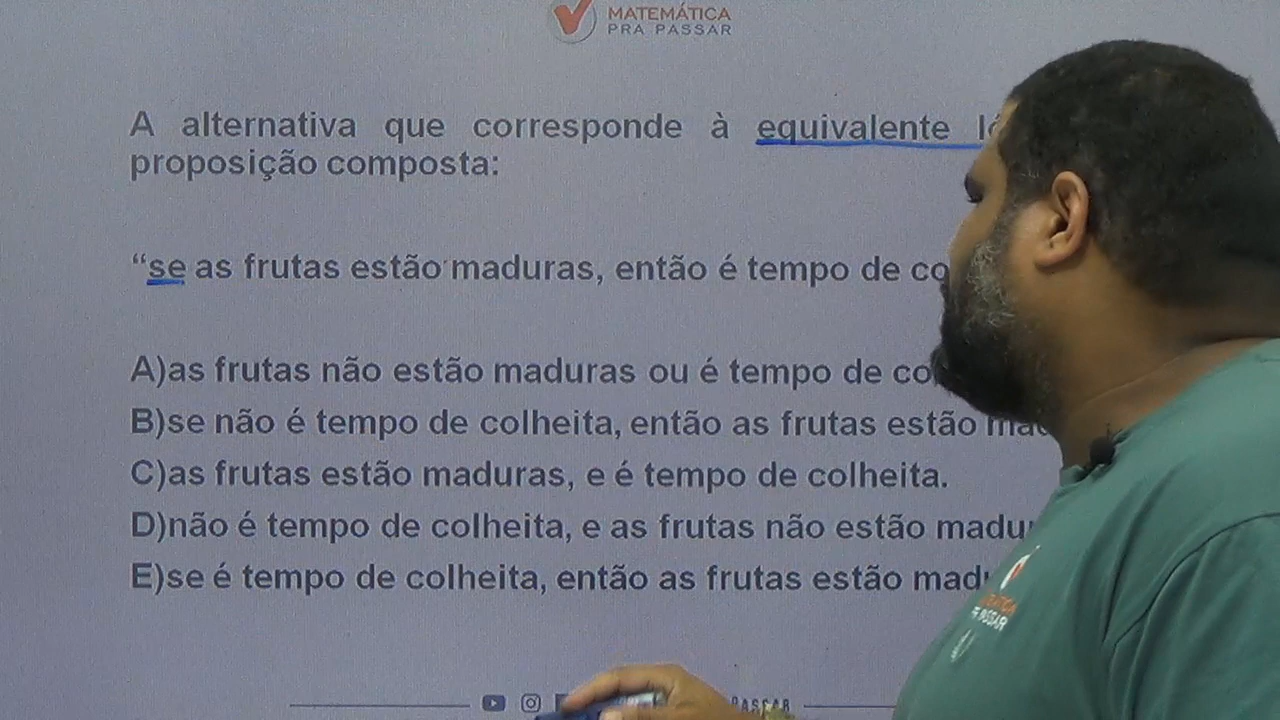 MATEMÁTICA
PRA PASSAR
A alternativa que corresponde à equivalente
proposição composta:
“se as frutas estão maduras, então é tempo de
A)as frutas não estão maduras ou é tempo de
B)se não é tempo de colheita, então as frutas estão
C)as frutas estão maduras, e é tempo de colheita.
D)não é tempo de colheita, e as frutas não estão
E)se é tempo de colheita, então as frutas estão
PASSAR